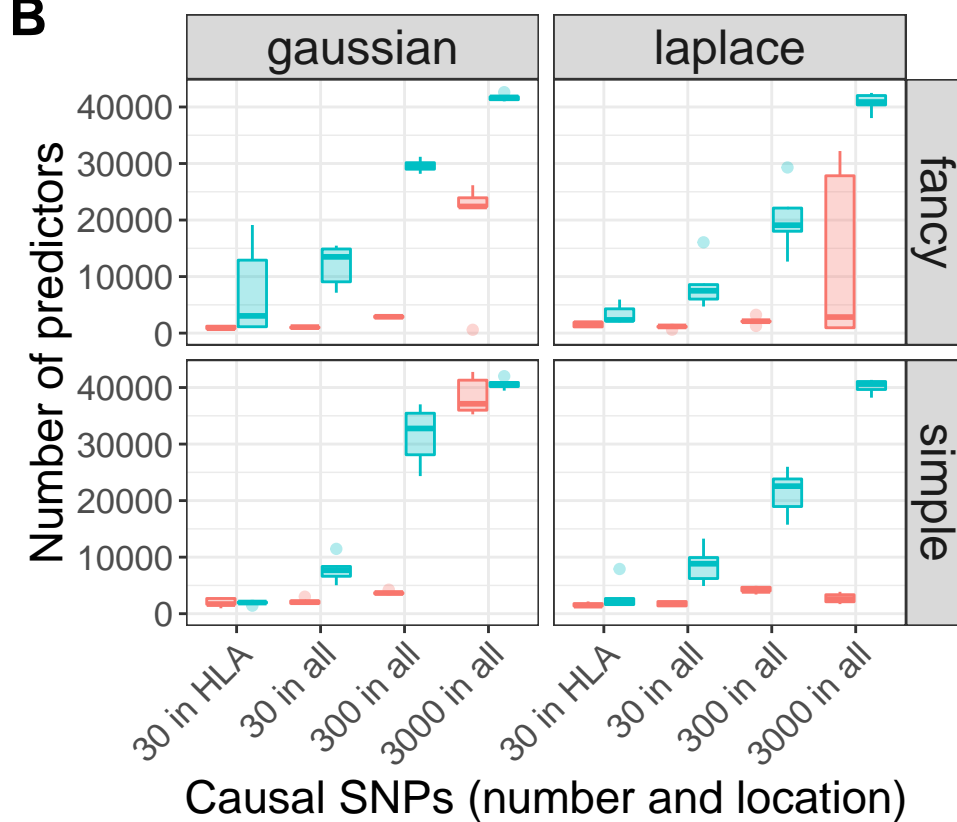 B
gaussian
laplace
Number of predictors
40000
30000
20000
10000
0
fancy
40000
30000
20000
10000
0
simple
30 in HLA
30 in all
300 in all
3000 in all
30 in HLA
30 in all
300 in all
3000 in all
Causal SNPs (number and location)